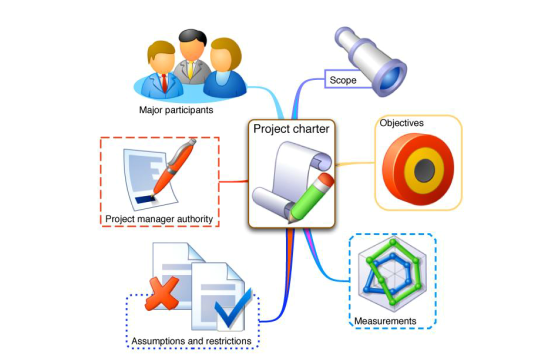 Major participants
Scope
Project charter
Objectives
Project manager authority
Measurements
Assumptions and restrictions